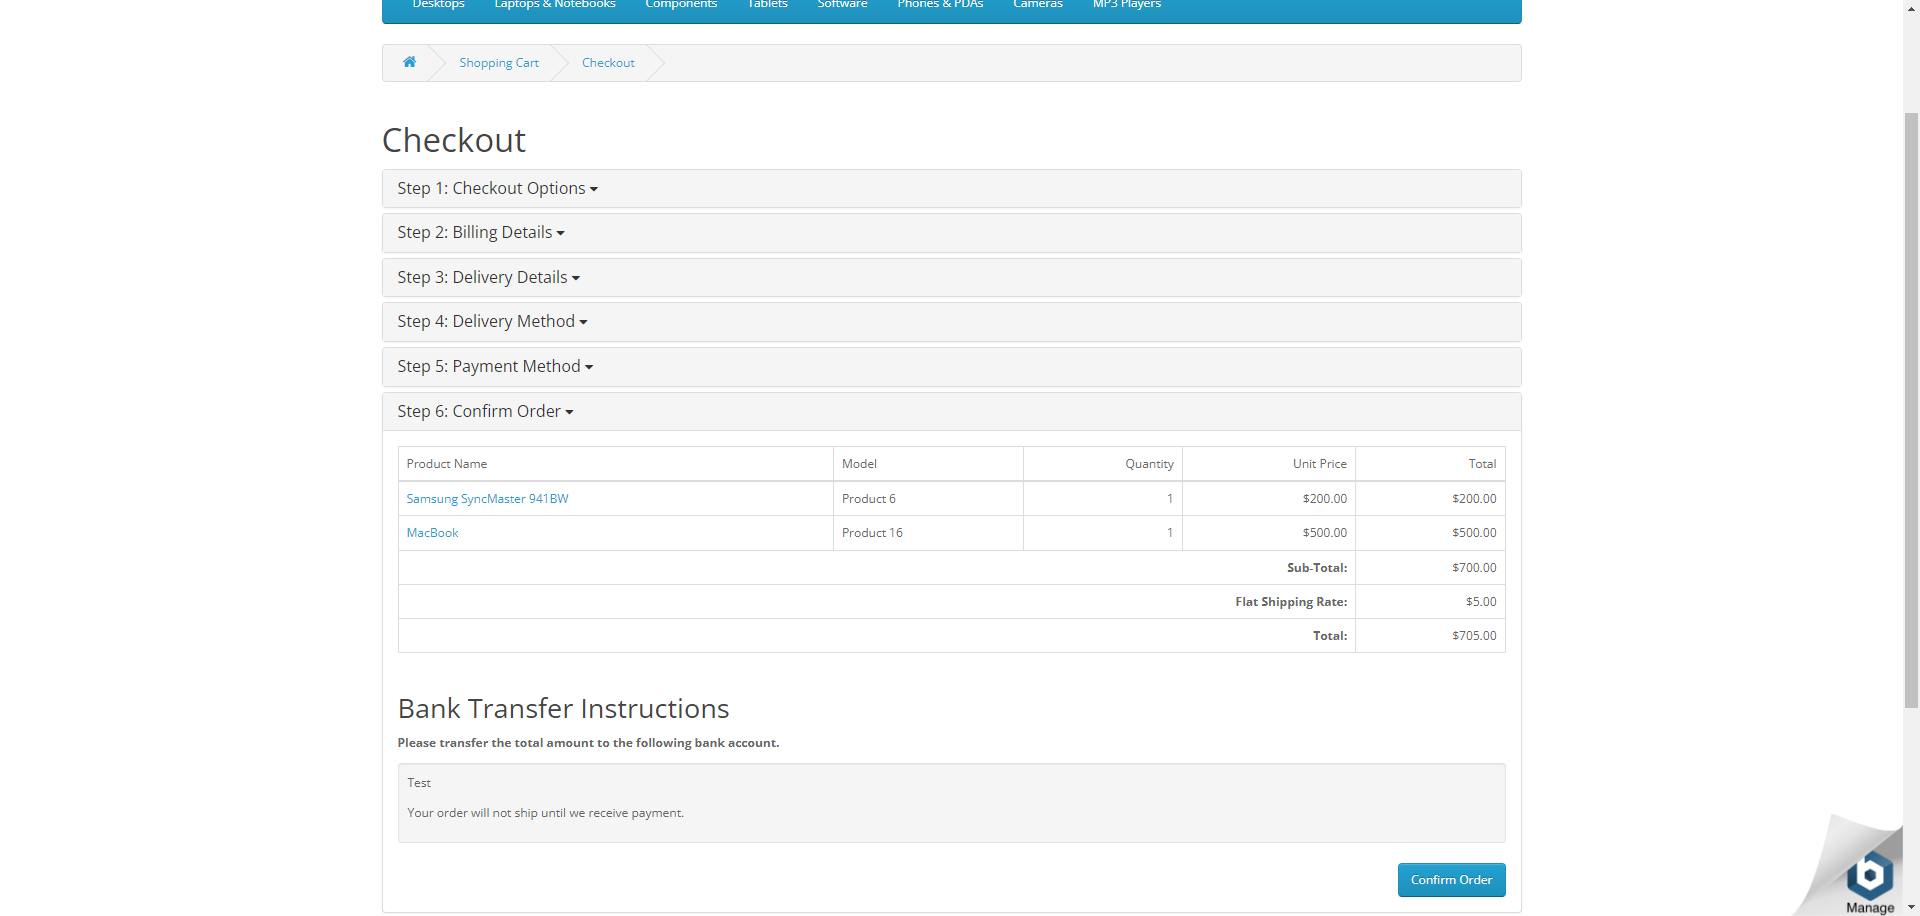 Desktops Laptops & Notebooks Components Tablets Software Phones & PDAs Cameras MP3 Players
Shopping Cart Checkout
Checkout
Step 1: Checkout Options
Step 2: Billing Details
Step 3: Delivery Details
Step 4: Delivery Method
Step 5: Payment Method
Step 6: Confirm Order
Product Name Model Quantity Unit Price Total
Samsung SyncMaster 941BW Product 6 1 $200.00 $200.00
MacBook Product 16 1 $500.00 $500.00
Sub-Total: $700.00
Flat Shipping Rate: $5.00
Total: $705.00
Bank Transfer Instructions
Please transfer the total amount to the following bank account.
Test
Your order will not ship until we receive payment.
Confirm Order
Manage